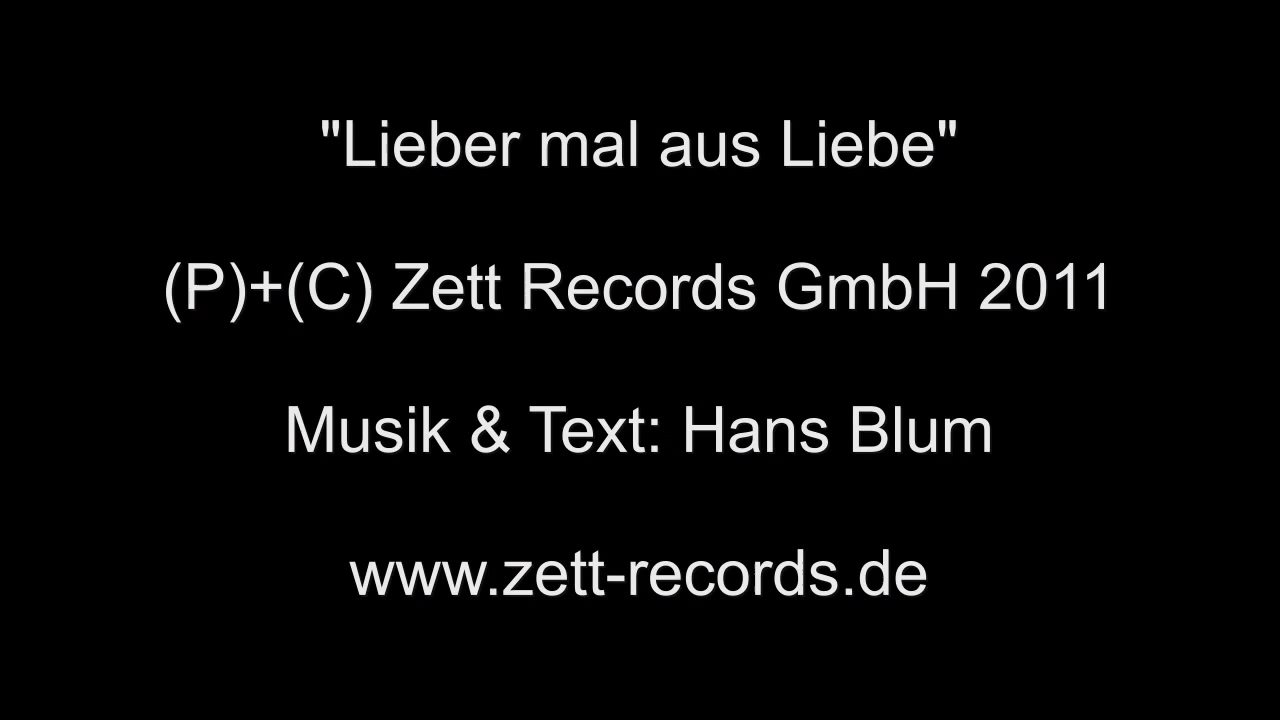 "Lieber mal aus Liebe"
(P)+(C) Zett Records GmbH 2011
Musik & Text: Hans Blum
www.zett-records.de